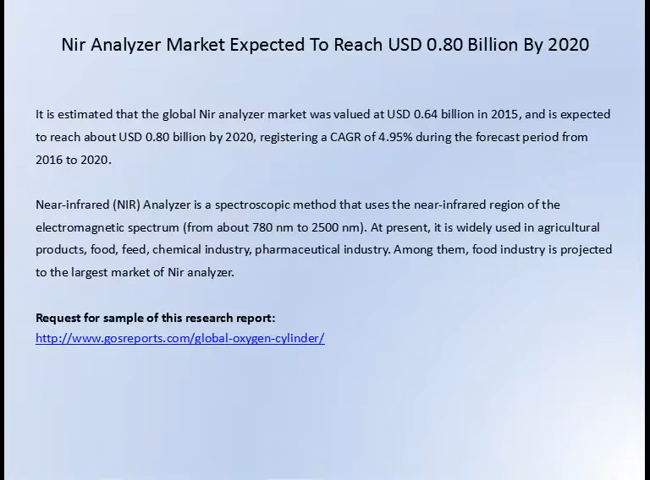 Nir Analyzer Market Expected To Reach USD 0.80 Billion By 2020
It is estimated that the global Nir analyzer market was valued at USD 0.64 billion in 2015, and is expected
to reach about USD 0.80 billion by 2020, registering a CAGR of 4.95% during the forecast period from
2016 to 2020.
Near-infrared (NIR) Analyzer is a spectroscopic method that uses the near-infrared region of the
electromagnetic spectrum (from about 780 nm to 2500 nm). At present, it is widely used in agricultural
products, food, feed, chemical industry, pharmaceutical industry. Among them, food industry is projected
to the largest market of Nir analyzer.
Request for sample of this research report:
http://www.gosreports.com/global-oxygen-cylinder/